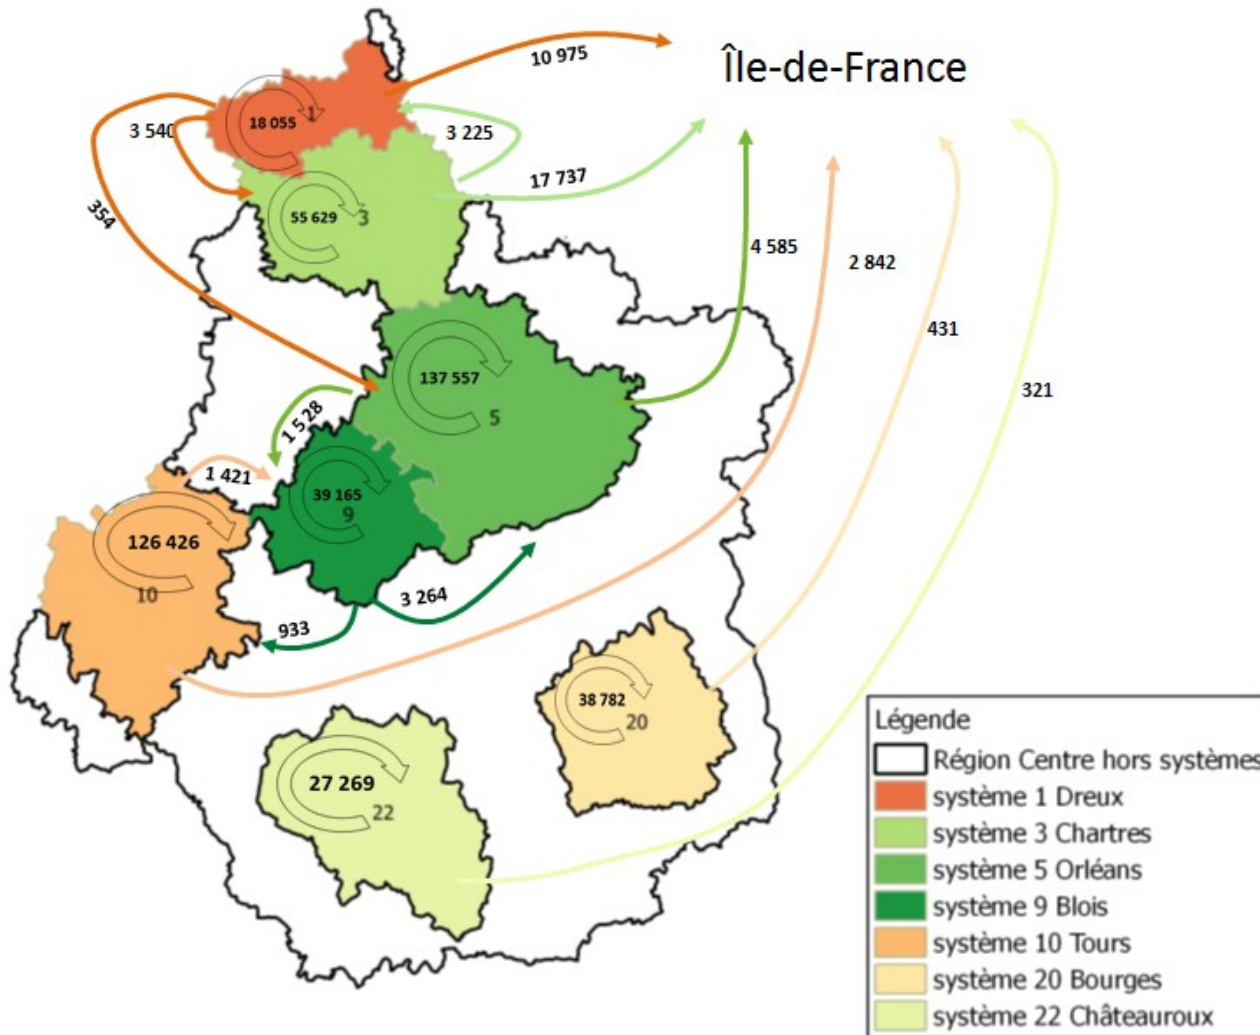 10 975
Île-de-France
1
18 055
3 540
3 225
17 737
55 629
3
354
4 585
2 842
431
137 557
321
5
1 528
1 421
39 165
9
126 426
10
3 264
933
38 782
20
27 269
22
Légende
Région Centre hors systèmes
système 1 Dreux
système 3 Chartres
système 5 Orléans
système 9 Blois
système 10 Tours
système 20 Bourges
système 22 Châteauroux